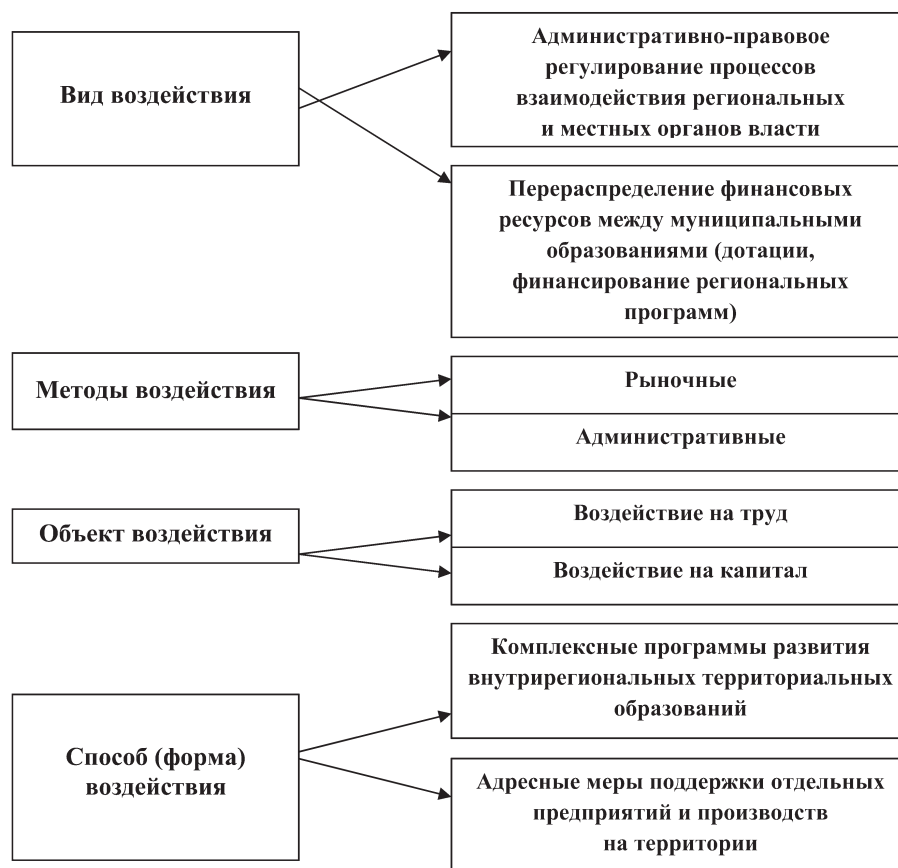 Вид воздействия
Административно-правовое
регулирование процессов
взаимодействия региональных
и местных органов власти
Перераспределение финансовых
ресурсов между муниципальными
образованиями (дотации,
финансирование региональных
программ)
Методы воздействия
Рыночные
Административные
Объект воздействия
Воздействие на труд
Воздействие на капитал
Способ (форма)
воздействия
Комплексные программы развития
внутрирегиональных территориальных
образований
Адресные меры поддержки отдельных
предприятий и производств
на территории